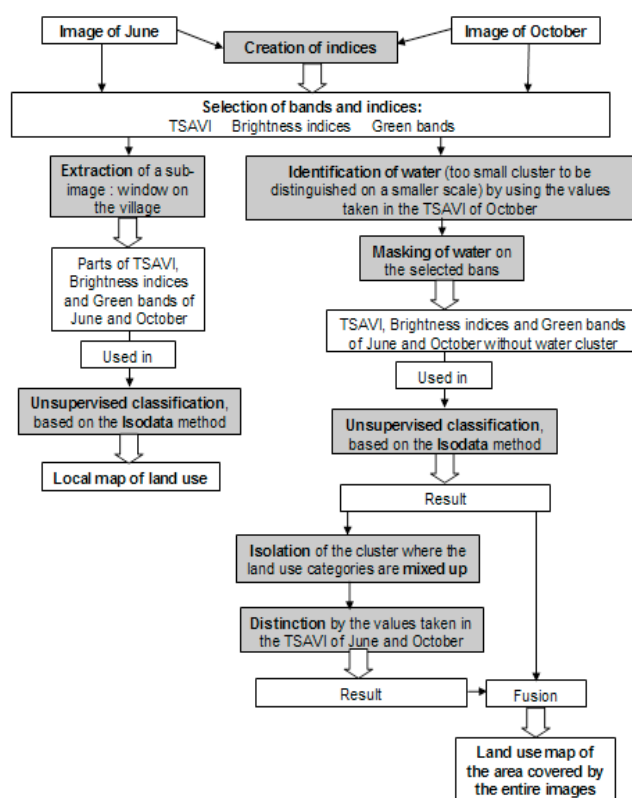 Image of June
Image of October
Creation of indices
Selection of bands and indices:
TSAVI Brightness indices Green bands
Extraction of a sub-
image : window on
the village
Identification of water (too small cluster to be
distinguished on a smaller scale) by using the values
taken in the TSAVI of October
Masking of water on
the selected bans
Parts of TSAVI,
Brightness indices
and Green bands of
June and October
TSAVI, Brightness indices and Green bands
of June and October without water cluster
Used in
Used in
Unsupervised classification,
based on the Isodata method
Unsupervised classification,
based on the Isodata method
Local map of land use
Result
Isolation of the cluster where the
land use categories are mixed up
Distinction by the values taken in
the TSAVI of June and October
Result
Fusion
Land use map of
the area covered by
the entire images